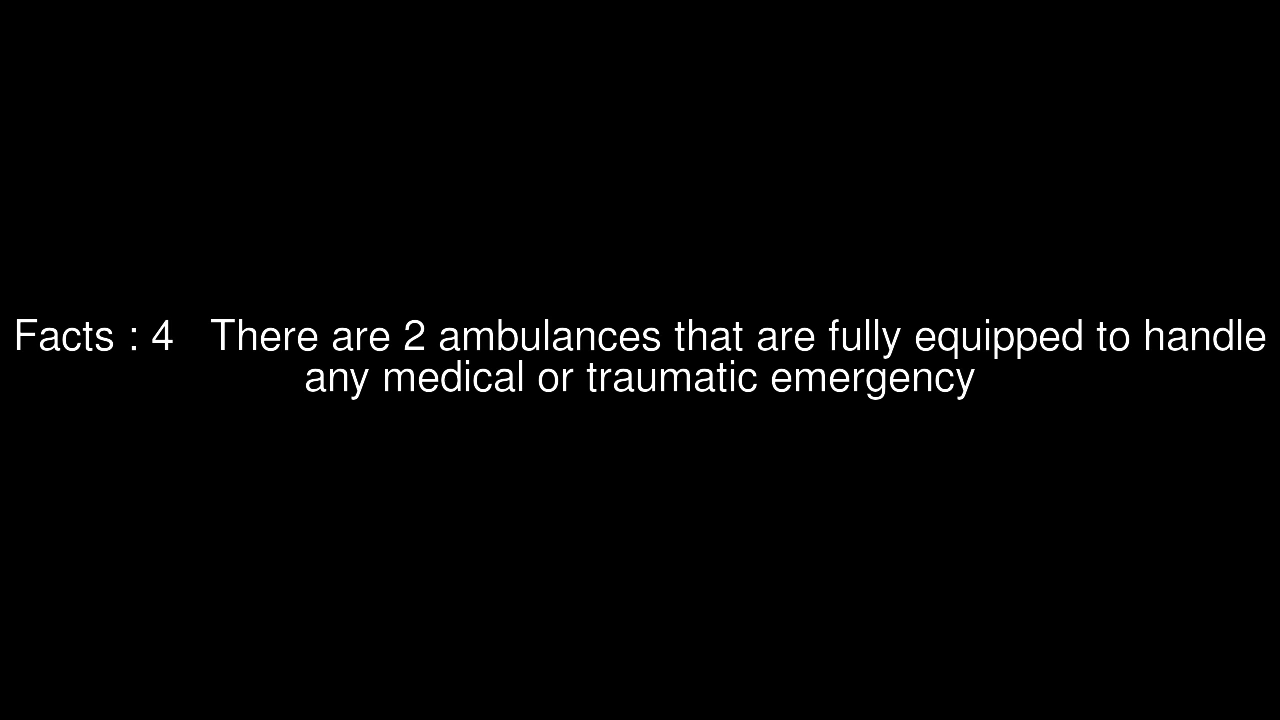 Facts : 4   There are 2 ambulances that are fully equipped to handle
any medical or traumatic emergency